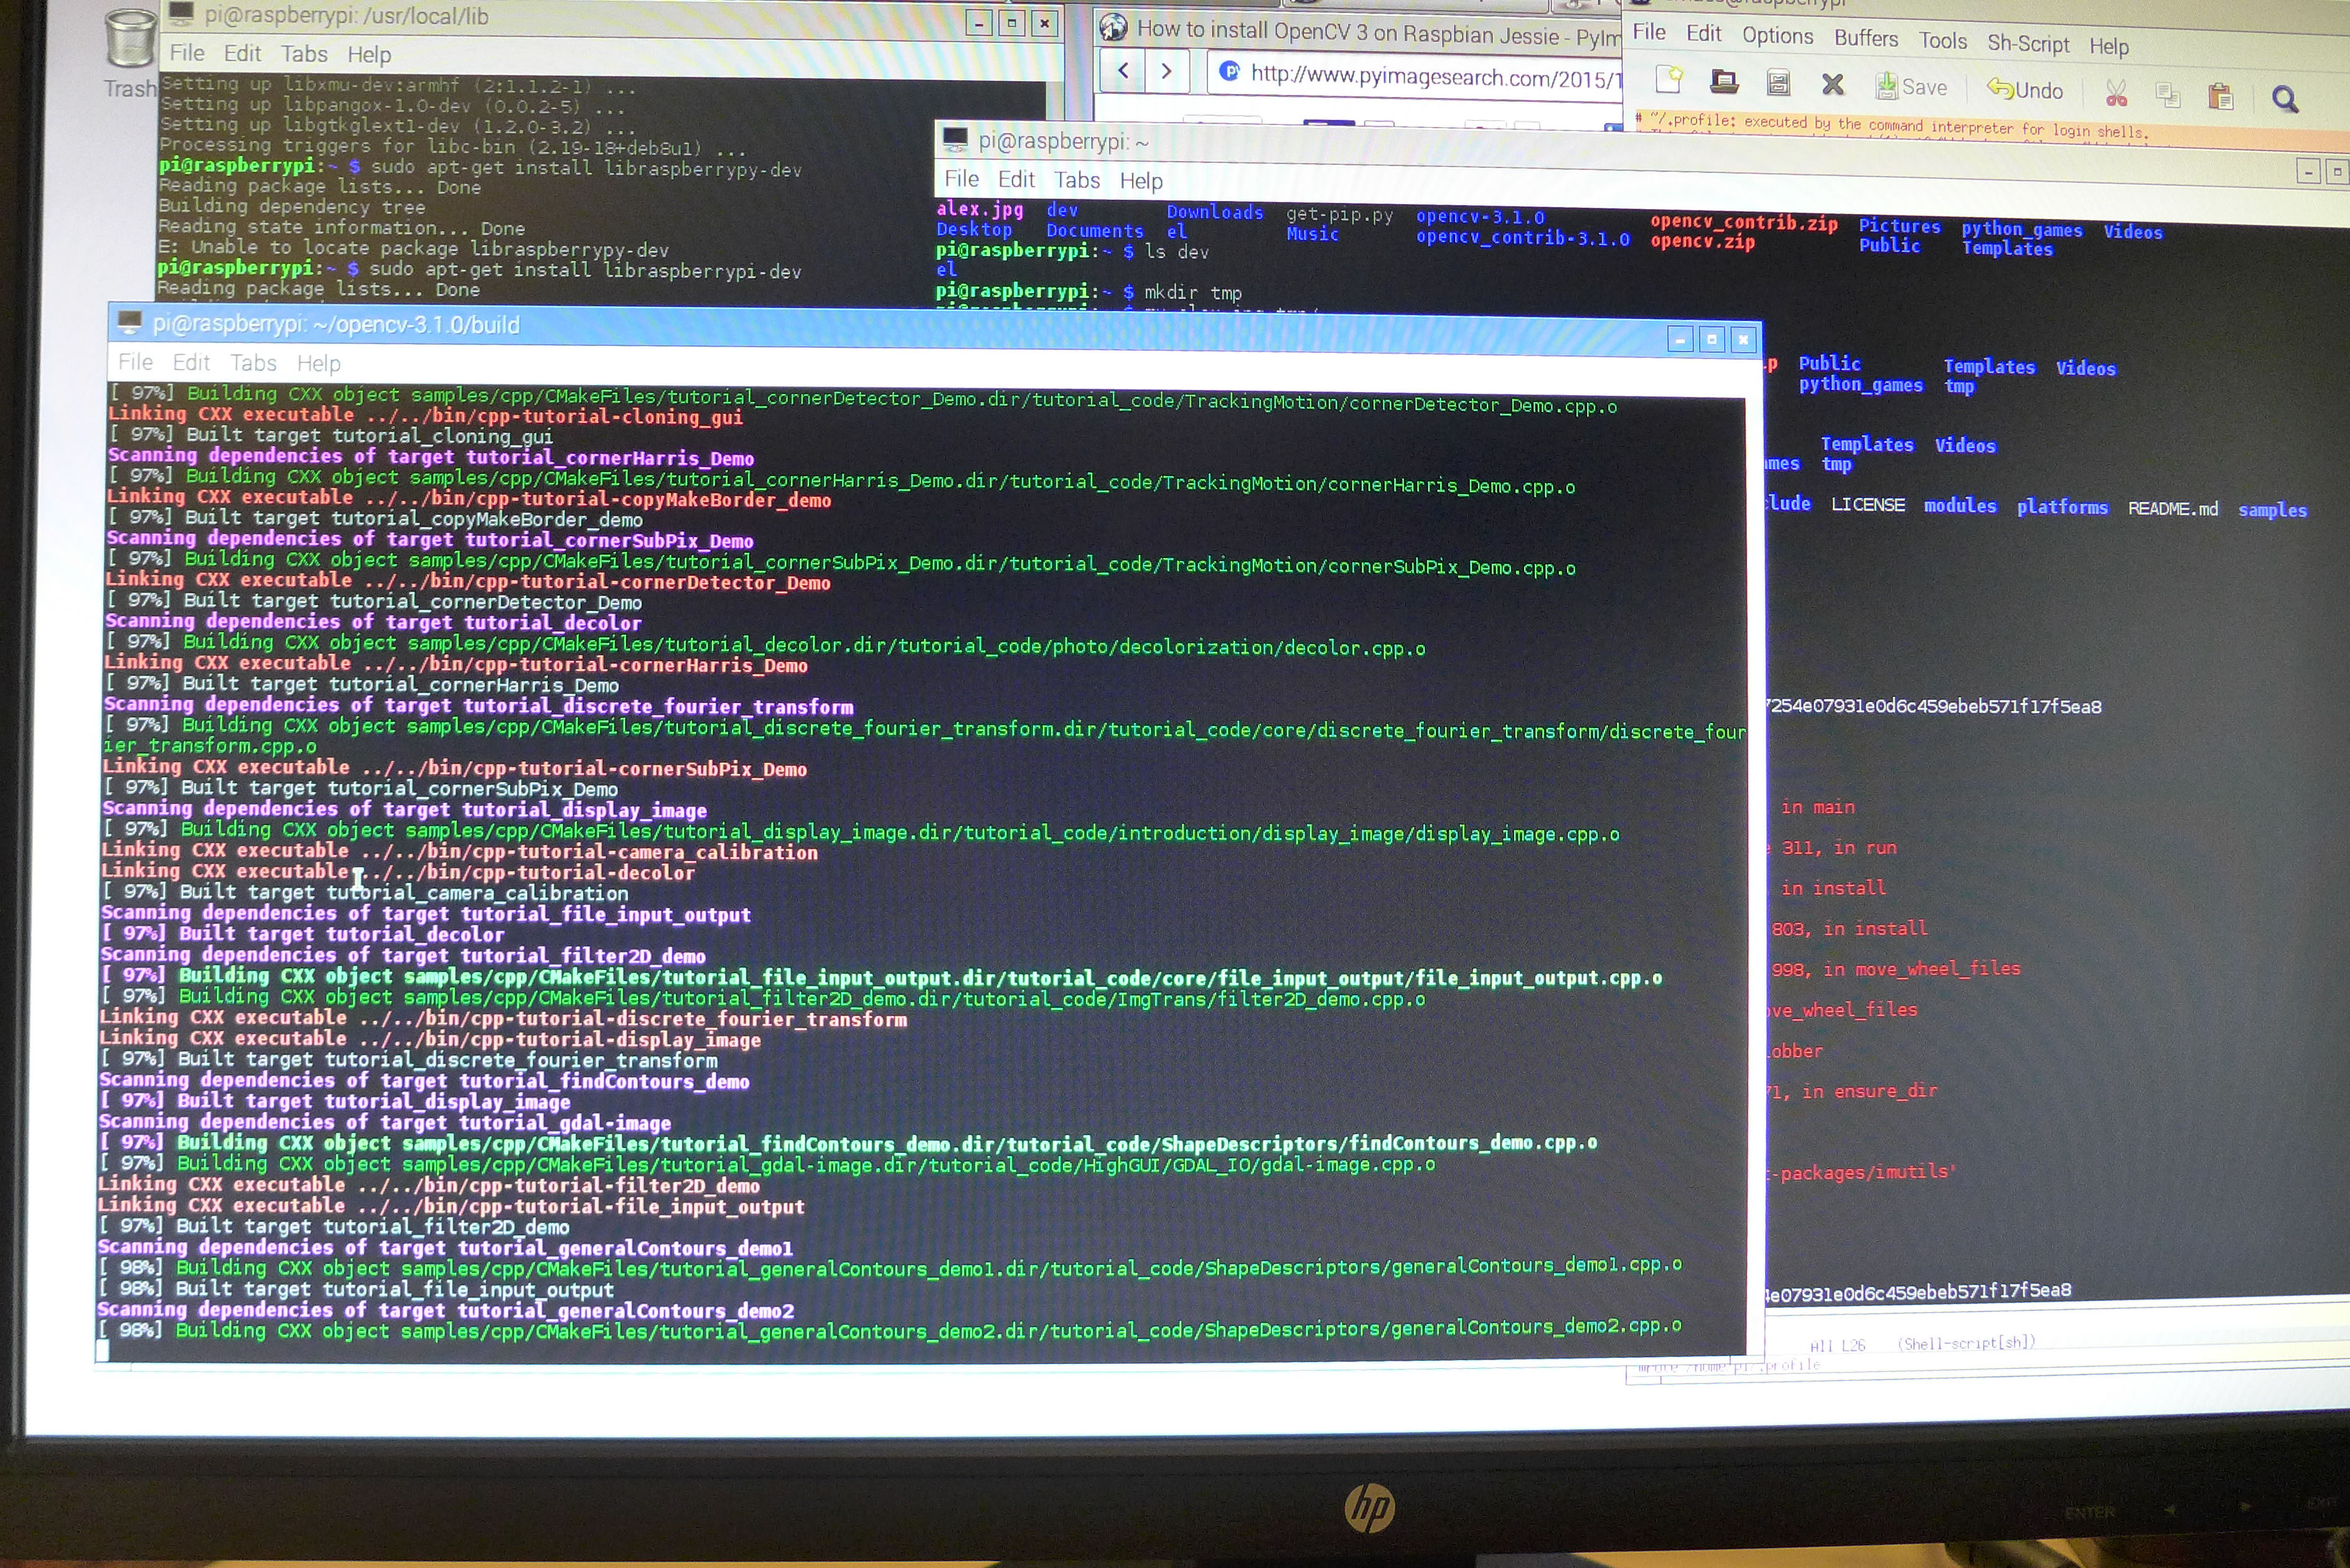 pi@raspberrypi: /usr/local/lib
File Edit Tabs Help
Trash
Setting up libxmu-dev:armhf (2:1.1.2-1) ...
Setting up libpangox-1.0-dev (0.0.2-5) ...
Setting up libgtkglext1-dev (1.2.0-3.2) ...
Processing triggers for libc-bin (2.19-18+deb8u1) ...
pi@raspberrypi:~ $ sudo apt-get install libraspberrypy-dev
Reading package lists... Done
Building dependency tree
Reading state information... Done
E: Unable to locate package libraspberrypy-dev
pi@raspberrypi:~ $ sudo apt-get install libraspberrypi-dev
Reading package lists... Done
How to install OpenCV 3 on Raspbian Jessie - PyIm
http://www.pyimagesearch.com/2015/1
File Edit Options Buffers Tools Sh-Script Help
Save Undo
# ~/.profile: executed by the command interpreter for login shells.
pi@raspberrypi: ~
File Edit Tabs Help
alex.jpg dev Downloads get-pip.py opencv-3.1.0 opencv_contrib.zip Pictures python_games Videos
Desktop Documents el Music opencv_contrib-3.1.0 opencv.zip Public Templates
pi@raspberrypi:~ $ ls dev
el
pi@raspberrypi:~ $ mkdir tmp
p Public Templates Videos
python_games tmp
Templates Videos
mes tmp
clude LICENSE modules platforms README.md samples
7254e07931e0d6c459ebeb571f17f5ea8
in main
311, in run
in install
803, in install
998, in move_wheel_files
ove_wheel_files
obber
71, in ensure_dir
-packages/imutils'
4e07931e0d6c459ebeb571f17f5ea8
All L26 (Shell-script[sh])
pi@raspberrypi: ~/opencv-3.1.0/build
File Edit Tabs Help
[ 97%] Building CXX object samples/cpp/CMakeFiles/tutorial_cornerDetector_Demo.dir/tutorial_code/TrackingMotion/cornerDetector_Demo.cpp.o
Linking CXX executable ../../bin/cpp-tutorial-cloning_gui
[ 97%] Built target tutorial_cloning_gui
Scanning dependencies of target tutorial_cornerHarris_Demo
[ 97%] Building CXX object samples/cpp/CMakeFiles/tutorial_cornerHarris_Demo.dir/tutorial_code/TrackingMotion/cornerHarris_Demo.cpp.o
Linking CXX executable ../../bin/cpp-tutorial-copyMakeBorder_demo
[ 97%] Built target tutorial_copyMakeBorder_demo
Scanning dependencies of target tutorial_cornerSubPix_Demo
[ 97%] Building CXX object samples/cpp/CMakeFiles/tutorial_cornerSubPix_Demo.dir/tutorial_code/TrackingMotion/cornerSubPix_Demo.cpp.o
Linking CXX executable ../../bin/cpp-tutorial-cornerDetector_Demo
[ 97%] Built target tutorial_cornerDetector_Demo
Scanning dependencies of target tutorial_decolor
[ 97%] Building CXX object samples/cpp/CMakeFiles/tutorial_decolor.dir/tutorial_code/photo/decolorization/decolor.cpp.o
Linking CXX executable ../../bin/cpp-tutorial-cornerHarris_Demo
[ 97%] Built target tutorial_cornerHarris_Demo
Scanning dependencies of target tutorial_discrete_fourier_transform
[ 97%] Building CXX object samples/cpp/CMakeFiles/tutorial_discrete_fourier_transform.dir/tutorial_code/core/discrete_fourier_transform/discrete_four
ier_transform.cpp.o
Linking CXX executable ../../bin/cpp-tutorial-cornerSubPix_Demo
[ 97%] Built target tutorial_cornerSubPix_Demo
Scanning dependencies of target tutorial_display_image
[ 97%] Building CXX object samples/cpp/CMakeFiles/tutorial_display_image.dir/tutorial_code/introduction/display_image/display_image.cpp.o
Linking CXX executable ../../bin/cpp-tutorial-camera_calibration
Linking CXX executable ../../bin/cpp-tutorial-decolor
[ 97%] Built target tutorial_camera_calibration
Scanning dependencies of target tutorial_file_input_output
[ 97%] Built target tutorial_decolor
Scanning dependencies of target tutorial_filter2D_demo
[ 97%] Building CXX object samples/cpp/CMakeFiles/tutorial_file_input_output.dir/tutorial_code/core/file_input_output/file_input_output.cpp.o
[ 97%] Building CXX object samples/cpp/CMakeFiles/tutorial_filter2D_demo.dir/tutorial_code/ImgTrans/filter2D_demo.cpp.o
Linking CXX executable ../../bin/cpp-tutorial-discrete_fourier_transform
Linking CXX executable ../../bin/cpp-tutorial-display_image
[ 97%] Built target tutorial_discrete_fourier_transform
Scanning dependencies of target tutorial_findContours_demo
[ 97%] Built target tutorial_display_image
Scanning dependencies of target tutorial_gdal-image
[ 97%] Building CXX object samples/cpp/CMakeFiles/tutorial_findContours_demo.dir/tutorial_code/ShapeDescriptors/findContours_demo.cpp.o
[ 97%] Building CXX object samples/cpp/CMakeFiles/tutorial_gdal-image.dir/tutorial_code/HighGUI/GDAL_IO/gdal-image.cpp.o
Linking CXX executable ../../bin/cpp-tutorial-filter2D_demo
Linking CXX executable ../../bin/cpp-tutorial-file_input_output
[ 97%] Built target tutorial_filter2D_demo
Scanning dependencies of target tutorial_generalContours_demo1
[ 98%] Building CXX object samples/cpp/CMakeFiles/tutorial_generalContours_demo1.dir/tutorial_code/ShapeDescriptors/generalContours_demo1.cpp.o
[ 98%] Built target tutorial_file_input_output
Scanning dependencies of target tutorial_generalContours_demo2
[ 98%] Building CXX object samples/cpp/CMakeFiles/tutorial_generalContours_demo2.dir/tutorial_code/ShapeDescriptors/generalContours_demo2.cpp.o
hp
ENTER